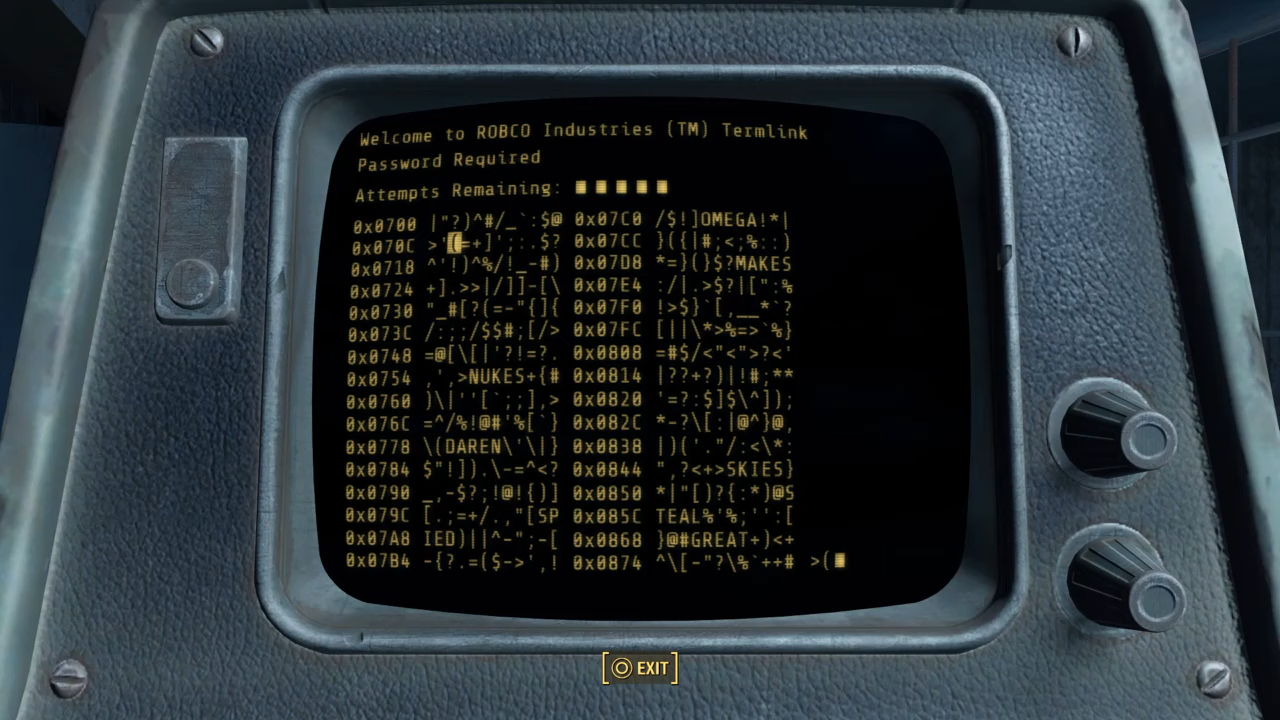 Welcome to ROBCO Industries (TM) Termlink
Password Required
Attempts Remaining: ■ ■ ■ ■ ■
0x0700 |"?)^#/_`:$@ 0x07C0 /$!]OMEGA!*|
0x070C >'(=+]';:.$? 0x07CC }({|#;<;%::)
0x0718 ^'!)^%/!_-#) 0x07D8 *=}(}$?MAKES
0x0724 +].>>|/]]-[\ 0x07E4 :/|.>$?|[":%
0x0730 "_#[?(=-"{]{ 0x07F0 !>$}`[,__*`?
0x073C /:;;/$$#;[/> 0x07FC [||\*>%=>`%}
0x0748 =@[\[|'?!=?. 0x0808 =#$/<"<">?<'
0x0754 ,',>NUKES+{# 0x0814 |??+?)|!#;**
0x0760 )\|''[`;;],> 0x0820 '=?:$]$\^]);
0x076C =^/%!@#'%[`} 0x082C *-?\[:|@^}@,
0x0778 \(DAREN\'\|} 0x0838 |)('."/:<\*:
0x0784 $"!]).\-=^<? 0x0844 ",?<+>SKIES}
0x0790 _,-$?;!@!{)] 0x0850 *|"[)?{:*)@S
0x079C [.;=+/.,"[SP 0x085C TEAL%'%;'':[
0x07A8 IED)||^-";-[ 0x0868 }@#GREAT+)<+
0x07B4 -{?.=($->',! 0x0874 ^\[-"?\%`++# >(■
EXIT